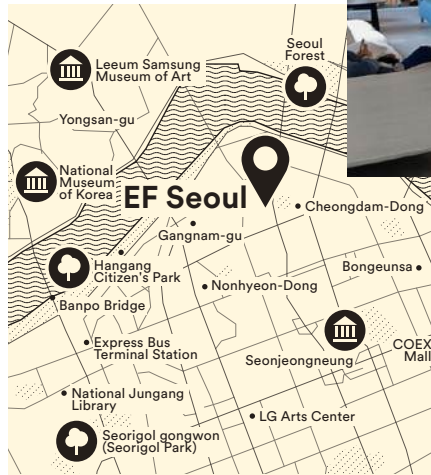 Seoul
Forest
Leeum Samsung
Museum of Art
Yongsan-gu
National
Museum
of Korea
EF Seoul
Cheongdam-Dong
Gangnam-gu
Hangang
Citizen's Park
Bongeunsa
Nonhyeon-Dong
Banpo Bridge
Express Bus
Terminal Station
COEX
Mall
Seonjeongneung
National Jungang
Library
LG Arts Center
Seorigol gongwon
(Seorigol Park)